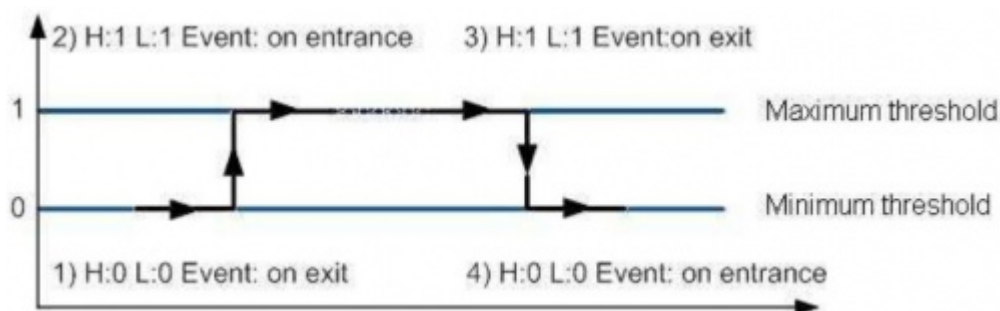 2) H:1 L:1 Event: on entrance 3) H:1 L:1 Event:on exit
1 Maximum threshold
0 Minimum threshold
1) H:0 L:0 Event: on exit 4) H:0 L:0 Event: on entrance